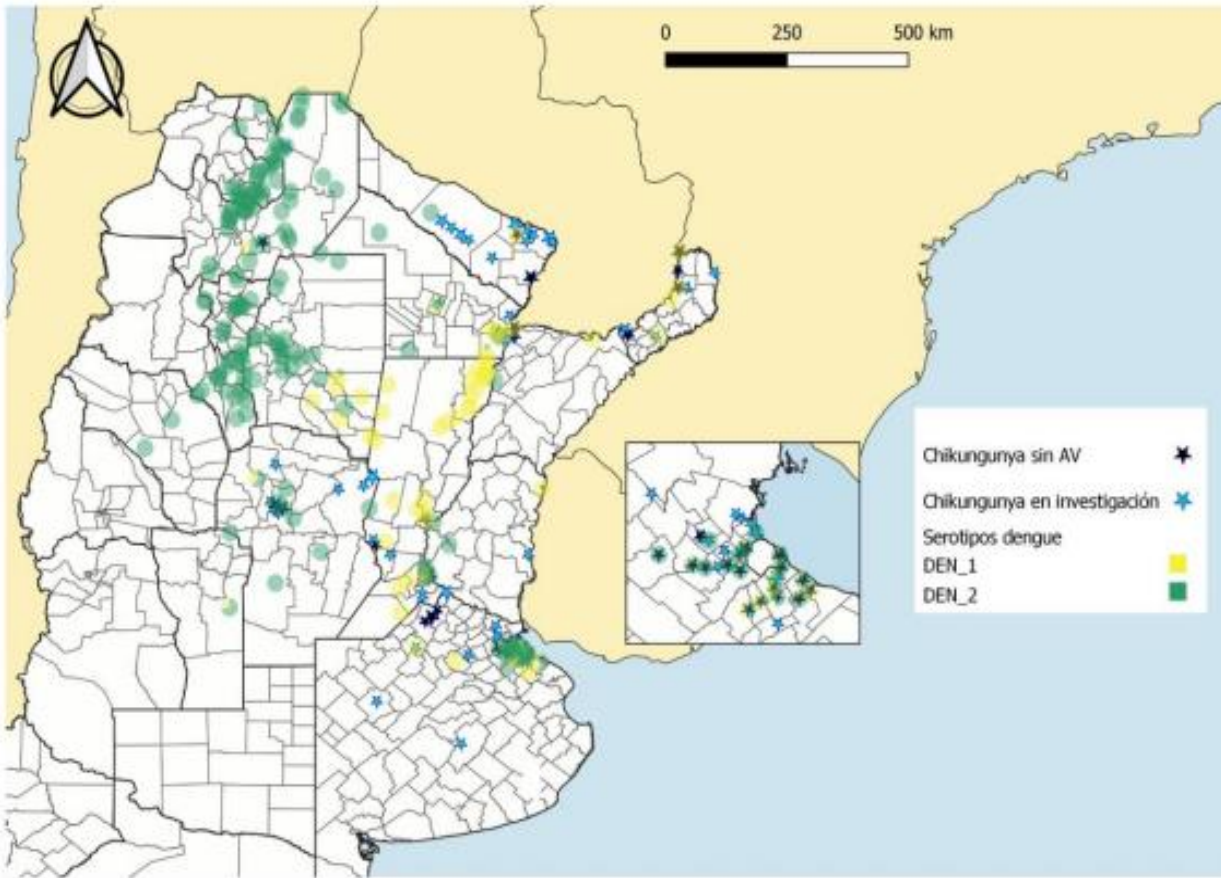 0 250 500 km
Chikungunya sin AV
Chikungunya en investigación
Serotipos dengue
DEN_1
DEN_2